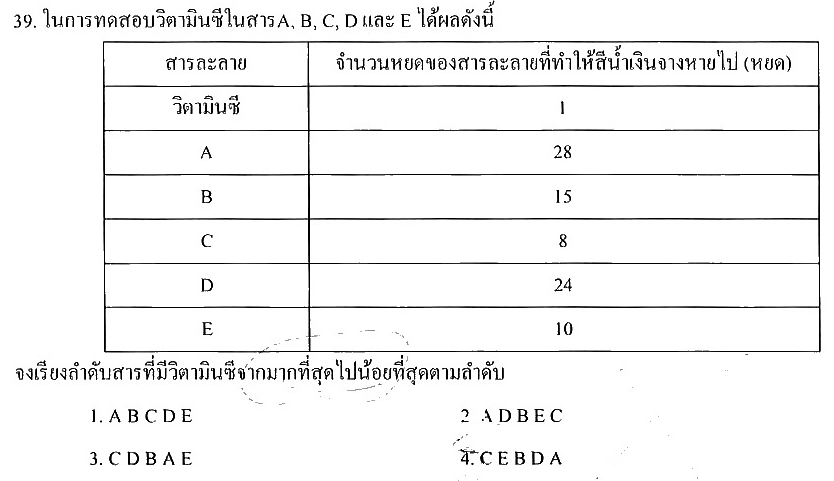 39. ในการทดสอบวิตามินซีในสารA, B, C, D และ E ได้ผลดังนี้
สารละลาย จำนวนหยดของสารละลายที่ทำให้สีน้ำเงินจางหายไป (หยด)
วิตามินซี 1
A 28
B 15
C 8
D 24
E 10
จงเรียงลำดับสารที่มีวิตามินซีจากมากที่สุดไปน้อยที่สุดตามลำดับ
1. A B C D E 2 A D B E C
3. C D B A E 4. C E B D A